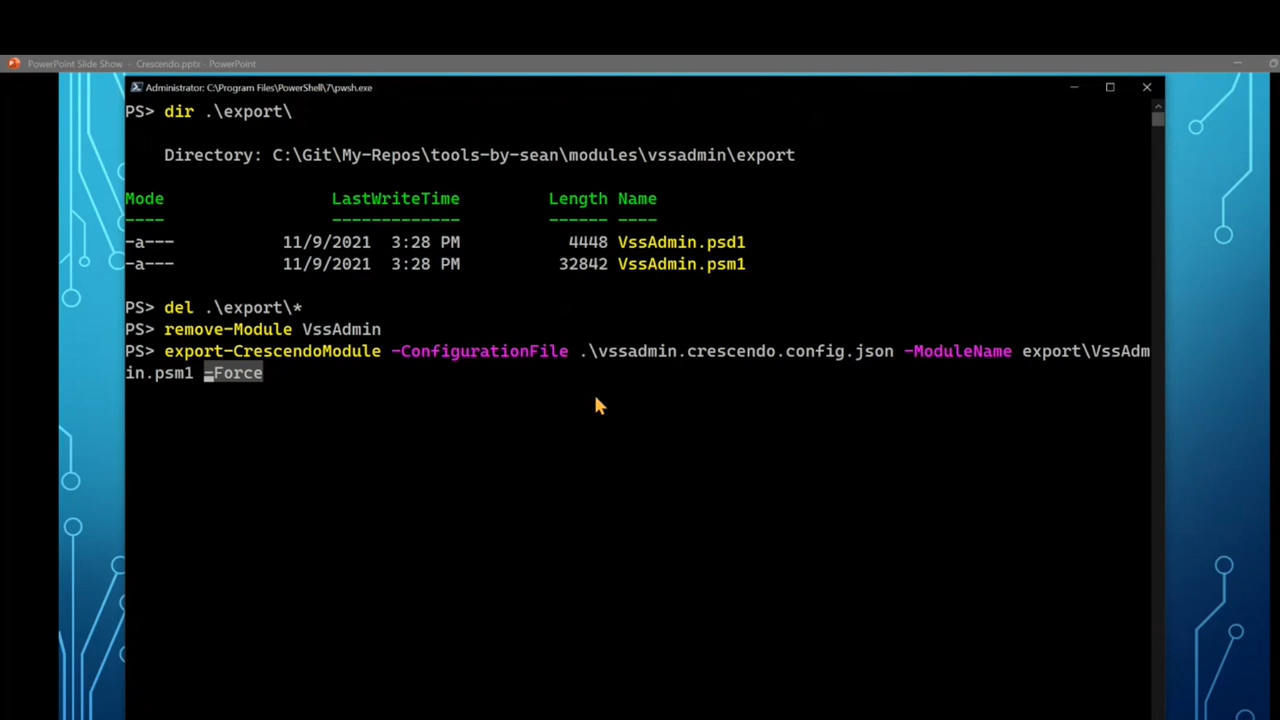 PowerPoint Slide Show - Crescendo.pptx - PowerPoint
Administrator: C:\Program Files\PowerShell\7\pwsh.exe
PS> dir .\export\
Directory: C:\Git\My-Repos\tools-by-sean\modules\vssadmin\export
Mode LastWriteTime Length Name
---- ------------- ------ ----
-a--- 11/9/2021 3:28 PM 4448 VssAdmin.psd1
-a--- 11/9/2021 3:28 PM 32842 VssAdmin.psm1
PS> del .\export\*
PS> remove-Module VssAdmin
PS> export-CrescendoModule -ConfigurationFile .\vssadmin.crescendo.config.json -ModuleName export\VssAdm
in.psm1 -Force